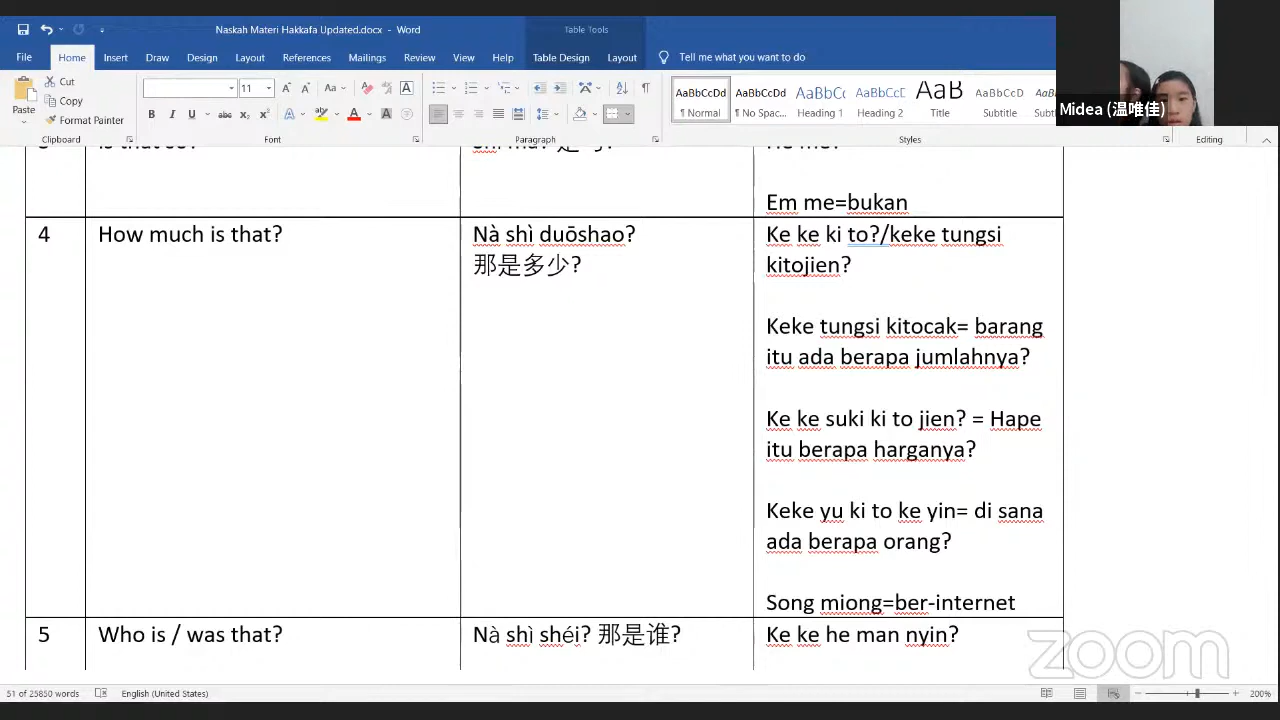 Naskah Materi Hakkafa Updated.docx - Word
Table Tools
File Home Insert Draw Design Layout References Mailings Review View Help Table Design Layout Tell me what you want to do
Paste
Cut
Copy
Format Painter
11
Aa
B I U abc x₂ x²
AaBbCcDd AaBbCcDd AaBbCc AaBbCcE AaB AaBbCcD
¶ Normal ¶ No Spac... Heading 1 Heading 2 Title Subtitle
Midea (温唯佳)
Clipboard Font Paragraph Styles Editing
Em me=bukan
4 How much is that? Nà shì duōshao? Ke ke ki to?/keke tungsi
那是多少? kitojien?
Keke tungsi kitocak= barang
itu ada berapa jumlahnya?
Ke ke suki ki to jien? = Hape
itu berapa harganya?
Keke yu ki to ke yin= di sana
ada berapa orang?
Song miong=ber-internet
5 Who is / was that? Nà shì shéi? 那是谁? Ke ke he man nyin?
zoom
51 of 25850 words English (United States) 200%